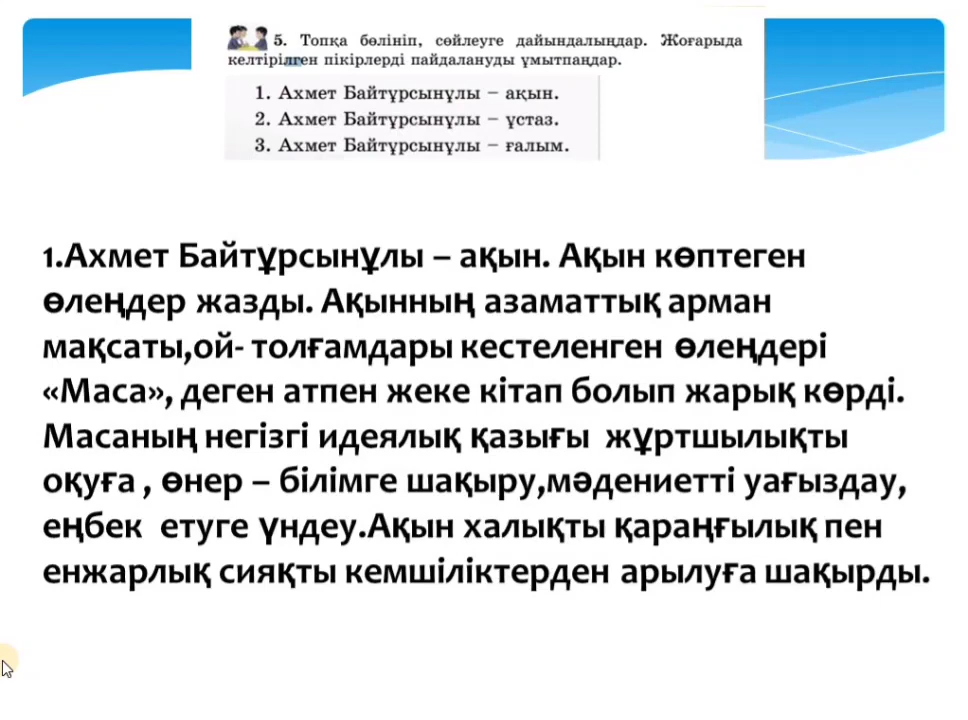 5. Топқа бөлініп, сөйлеуге дайындалыңдар. Жоғарыда
келтірілген пікірлерді пайдалануды ұмытпаңдар.
1. Ахмет Байтұрсынұлы – ақын.
2. Ахмет Байтұрсынұлы – ұстаз.
3. Ахмет Байтұрсынұлы – ғалым.
1.Ахмет Байтұрсынұлы – ақын. Ақын көптеген
өлеңдер жазды. Ақынның азаматтық арман
мақсаты,ой- толғамдары кестеленген өлеңдері
«Маса», деген атпен жеке кітап болып жарық көрді.
Масаның негізгі идеялық қазығы жұртшылықты
оқуға , өнер – білімге шақыру,мәдениетті уағыздау,
еңбек етуге үндеу.Ақын халықты қараңғылық пен
енжарлық сияқты кемшіліктерден арылуға шақырды.